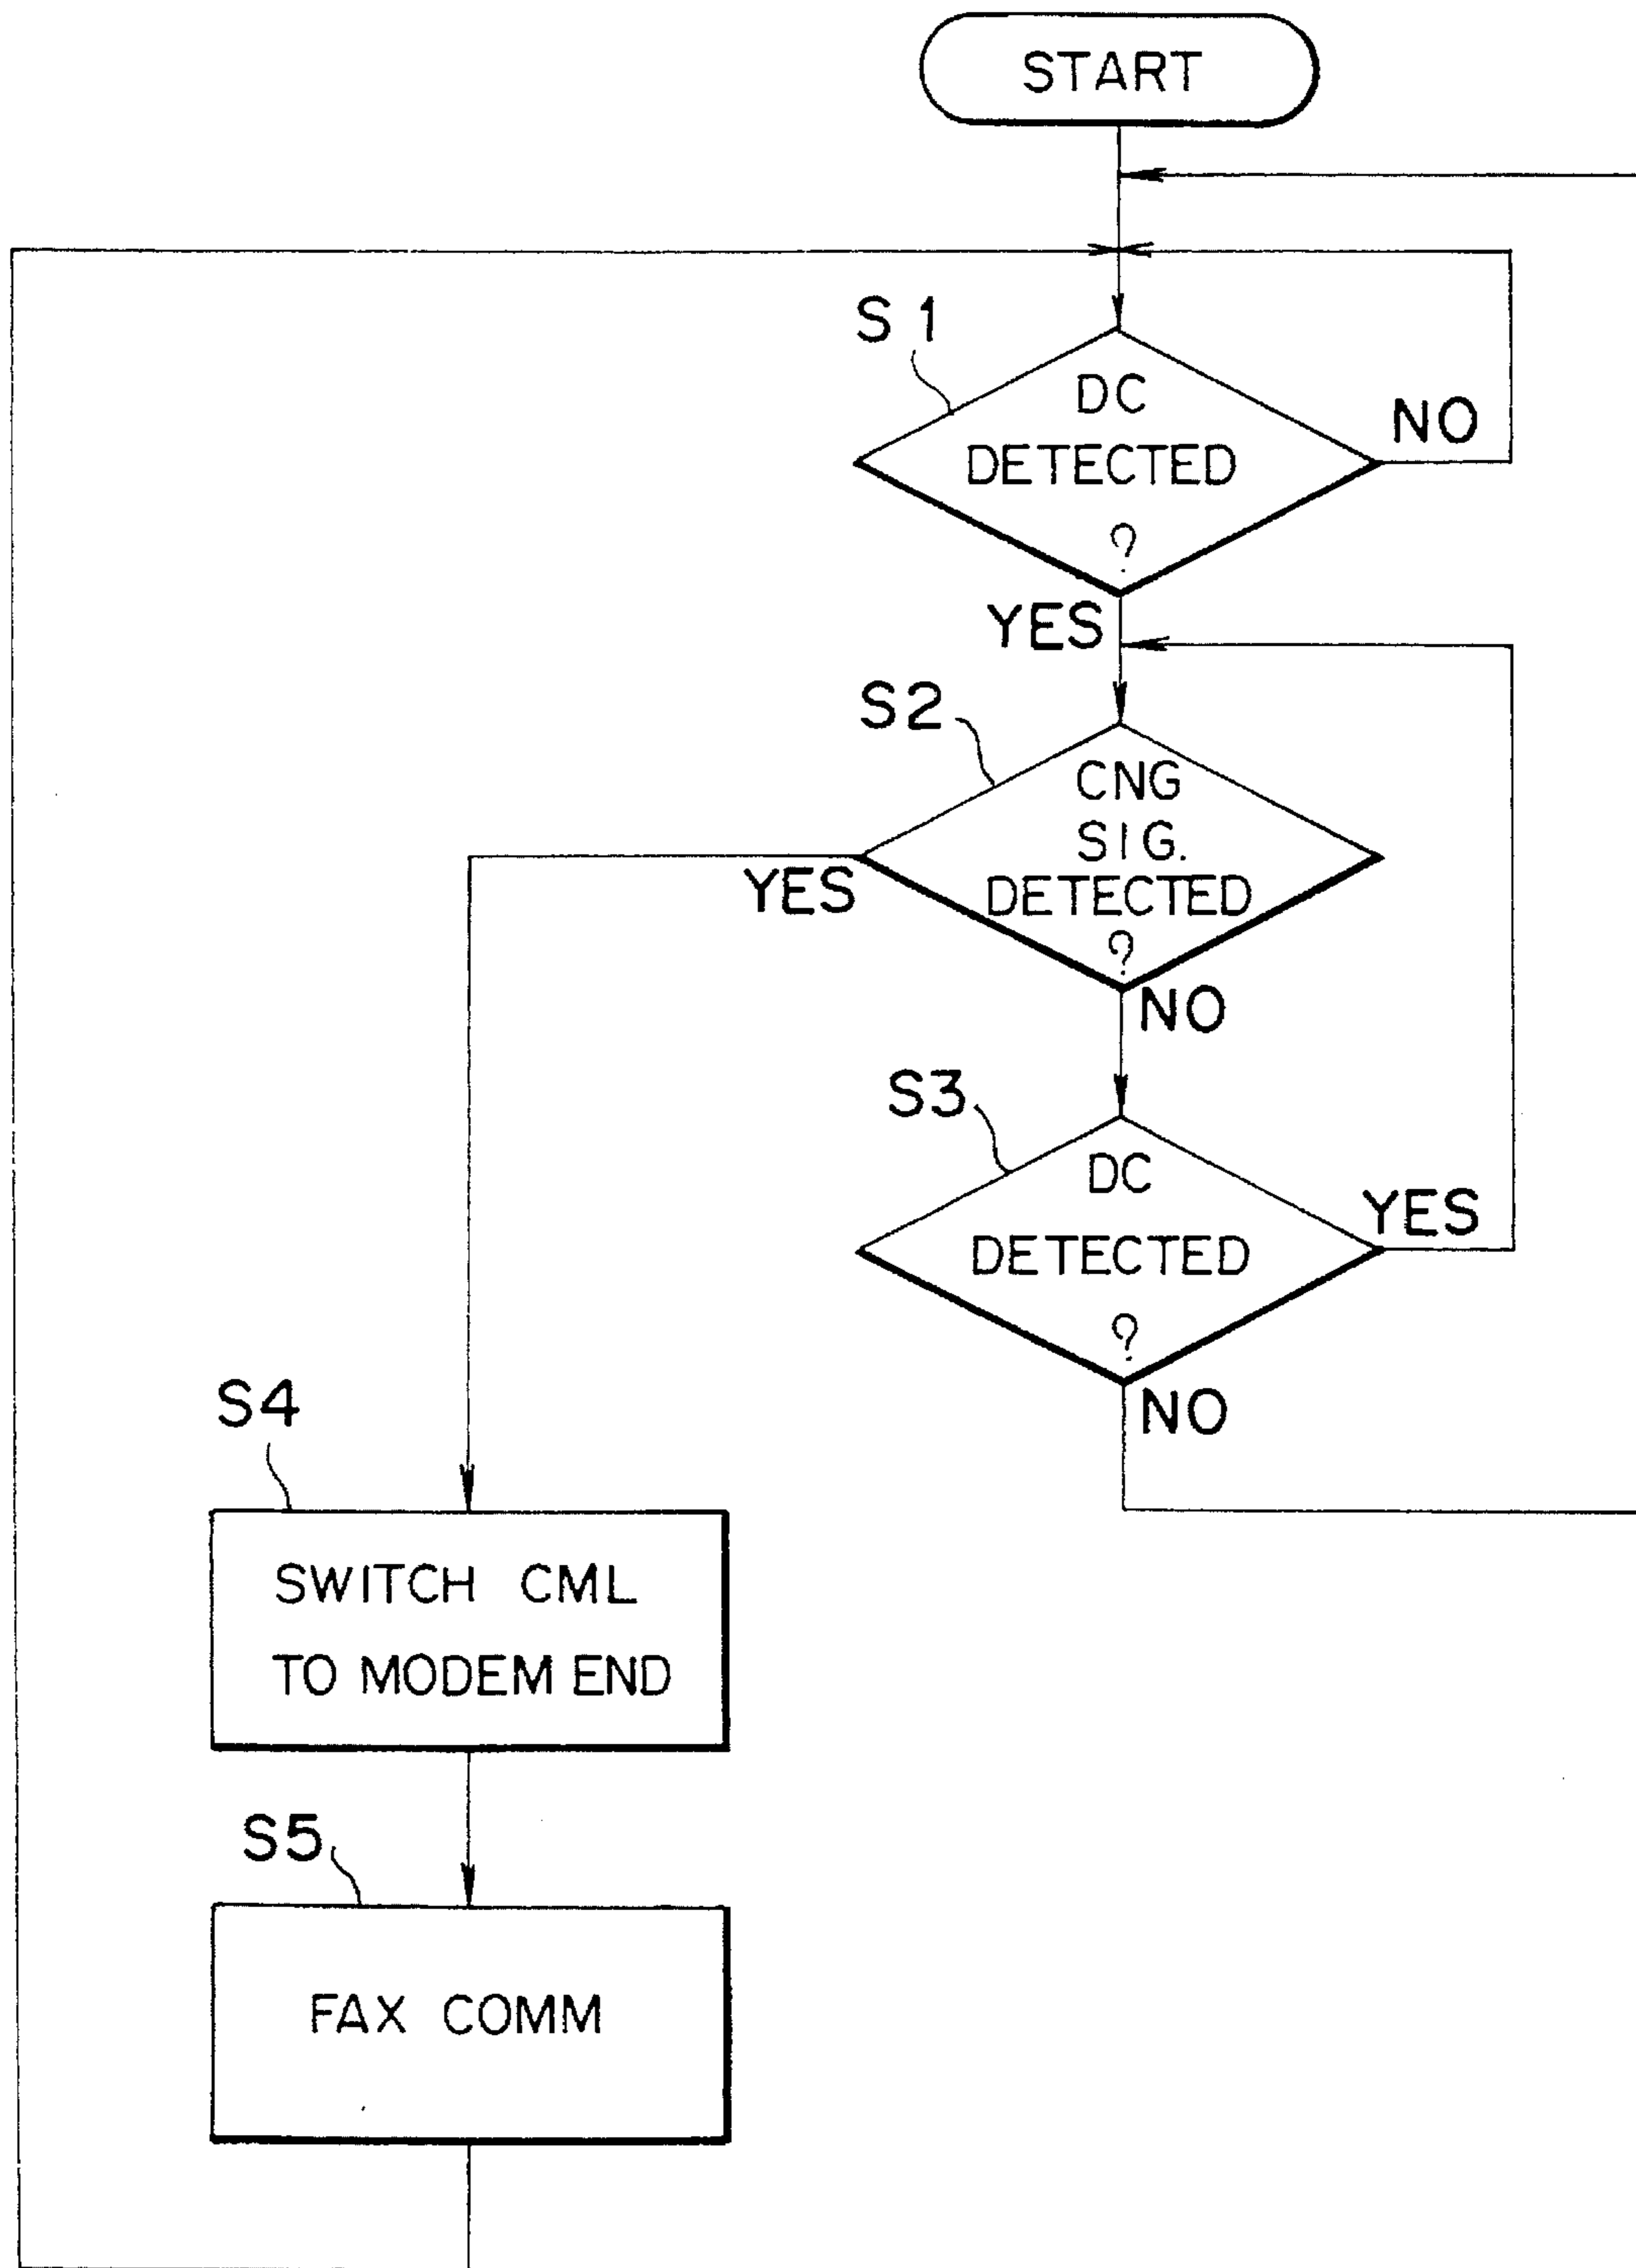 START
S1
DC
DETECTED
?
NO
YES
S2
CNG
SIG.
DETECTED
?
YES
NO
S3
DC
DETECTED
?
YES
NO
S4
SWITCH CML
TO MODEM END
S5
FAX COMM